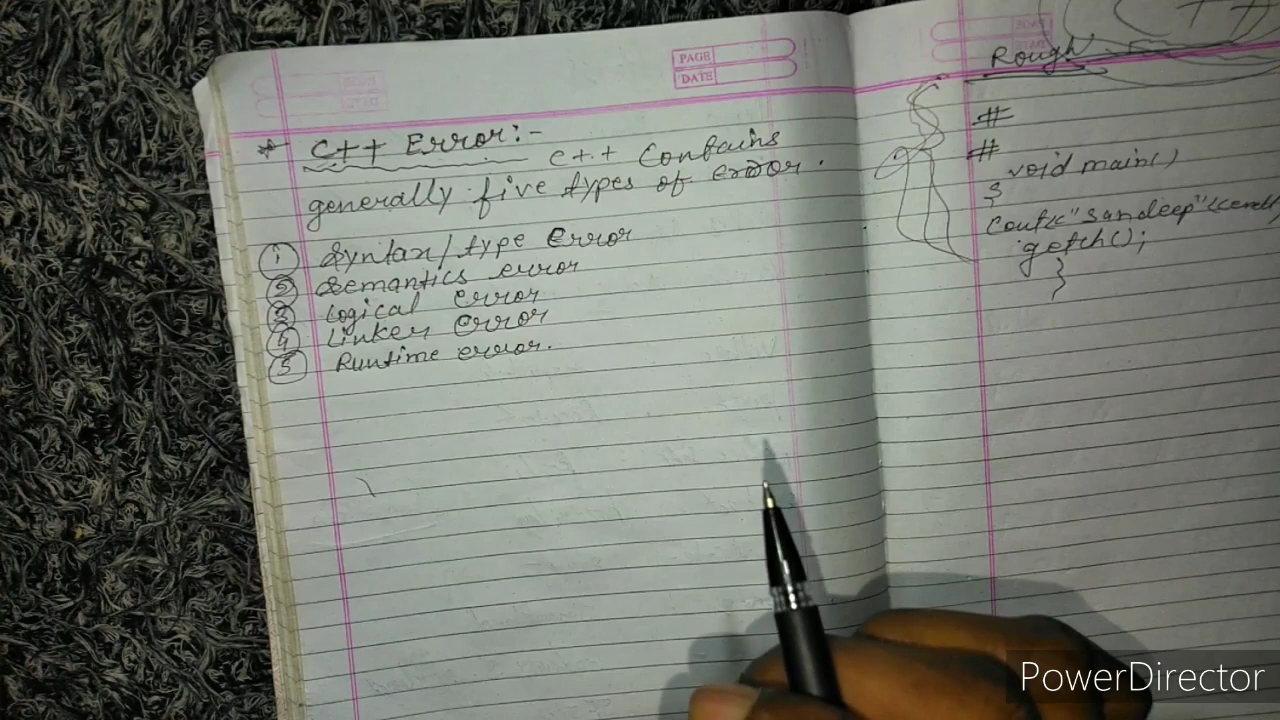 PAGE
DATE
* C++ Error:-
C++ Contains
generally five types of error.
① Syntax/type Error
② Semantics error
③ Logical error
④ Linker Error
⑤ Runtime error.
C++
Rough
#
#
void main()
{
Cout<<"Sandeep"<<endl
getch();
}
PowerDirector